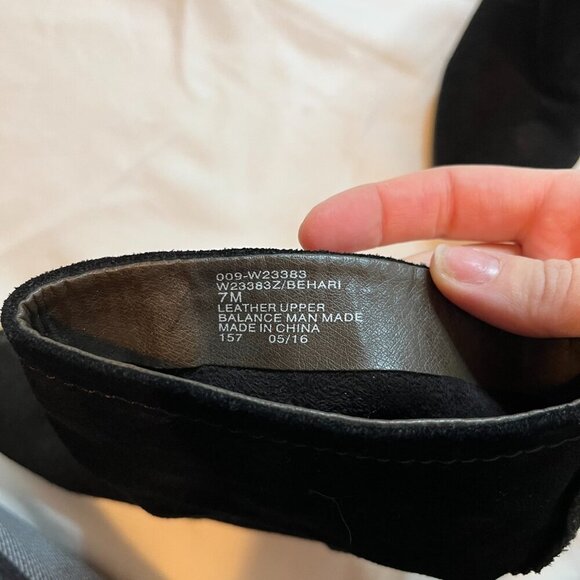 009-W23383
W23383Z/BEHARI
7M
LEATHER UPPER
BALANCE MAN MADE
MADE IN CHINA
157 05/16